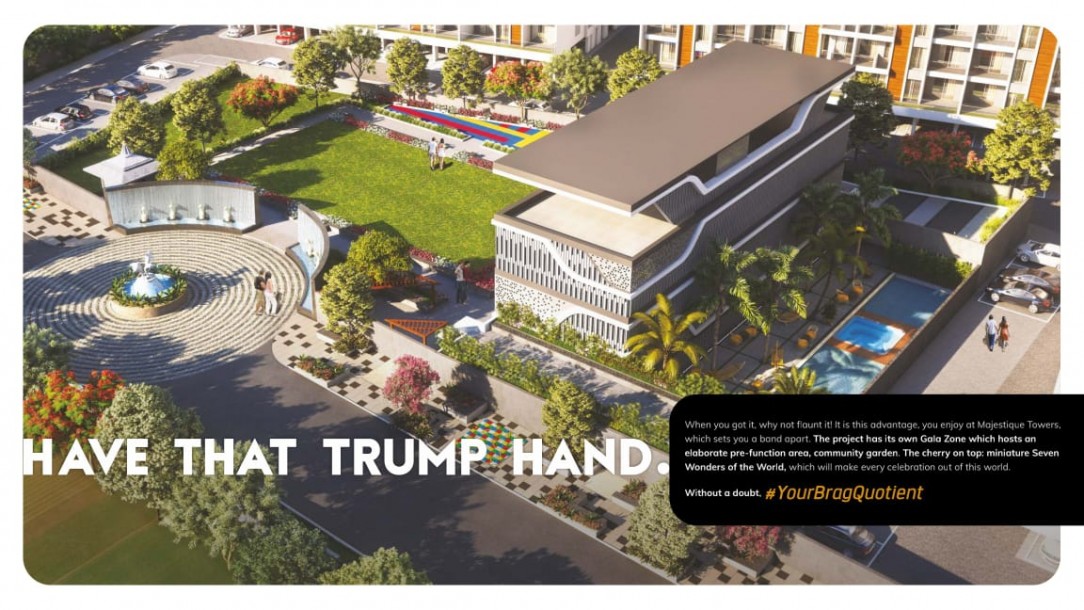 HAVE THAT TRUMP HAND.
When you got it, why not flaunt it! It is this advantage, you enjoy at Majestique Towers,
which sets you a band apart. The project has its own Gala Zone which hosts an
elaborate pre-function area, community garden. The cherry on top: miniature Seven
Wonders of the World, which will make every celebration out of this world.
Without a doubt. #YourBragQuotient